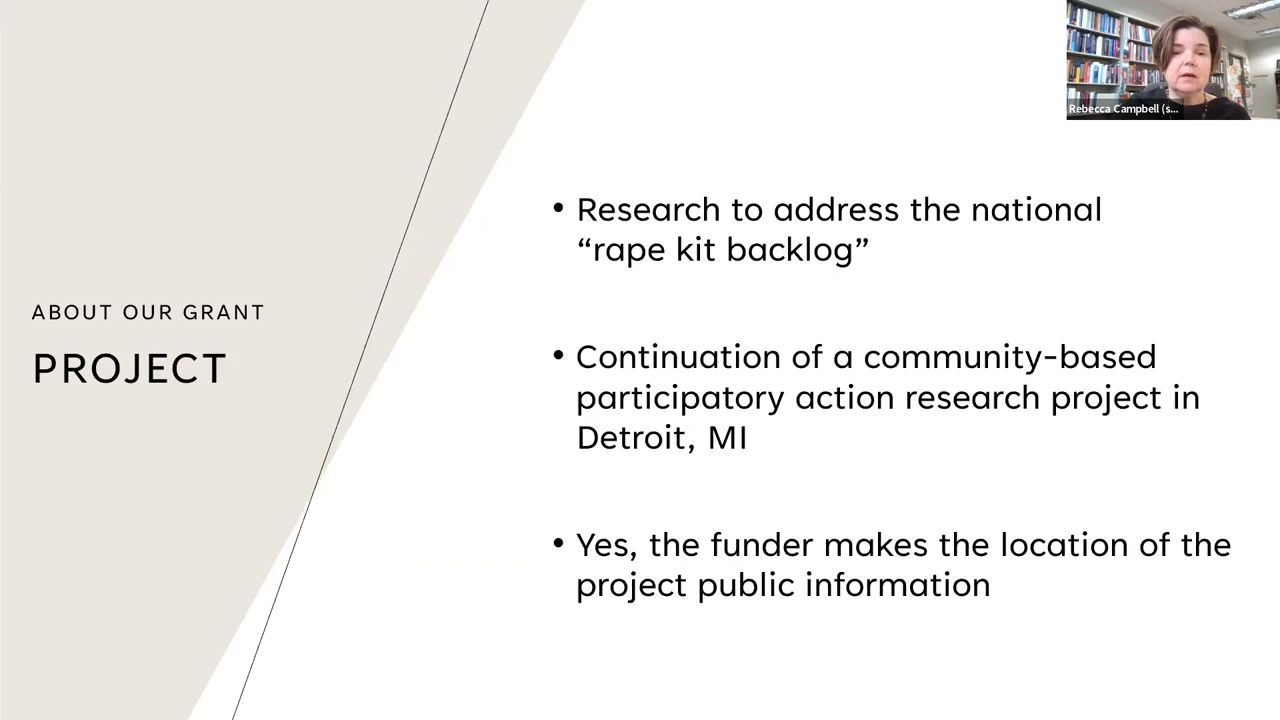 Rebecca Campbell (s...
ABOUT OUR GRANT
PROJECT
• Research to address the national
“rape kit backlog”
• Continuation of a community-based
participatory action research project in
Detroit, MI
• Yes, the funder makes the location of the
project public information